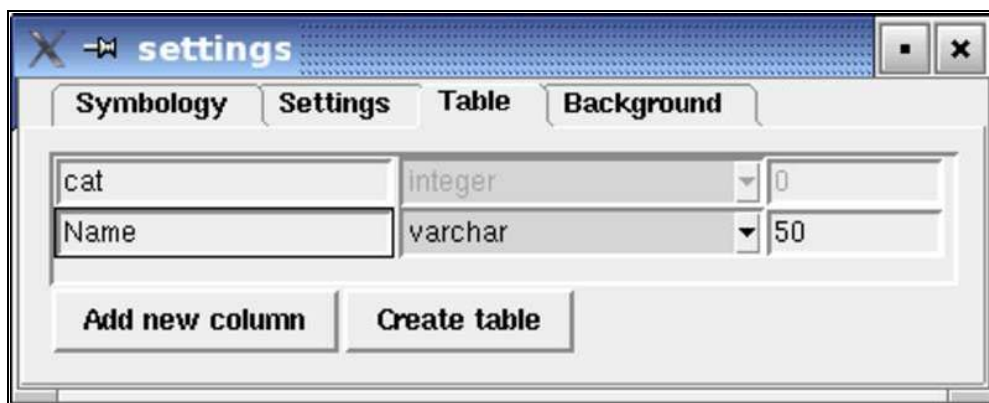 settings
Symbology Settings Table Background
cat integer 0
Name varchar 50
Add new column Create table